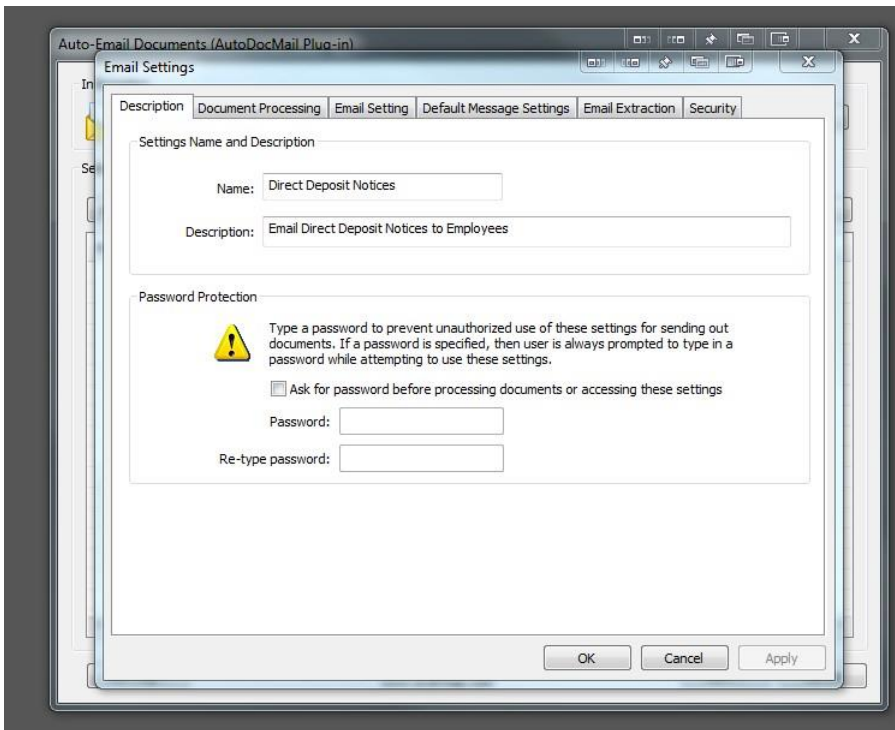 Auto-Email Documents (AutoDocMail Plug-in)
Email Settings
Description Document Processing Email Setting Default Message Settings Email Extraction Security
Settings Name and Description
Name: Direct Deposit Notices
Description: Email Direct Deposit Notices to Employees
Password Protection
Type a password to prevent unauthorized use of these settings for sending out
documents. If a password is specified, then user is always prompted to type in a
password while attempting to use these settings.
Ask for password before processing documents or accessing these settings
Password:
Re-type password:
OK Cancel Apply